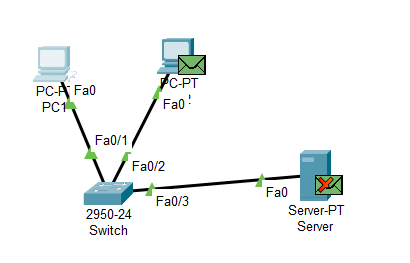 PC-PT
Fa0
PC-P
Fa0
PC1
Fa0
Fa0/1
Fa0/2
Fa0
Fa0/3
2950-24
Switch
Server-PT
Server